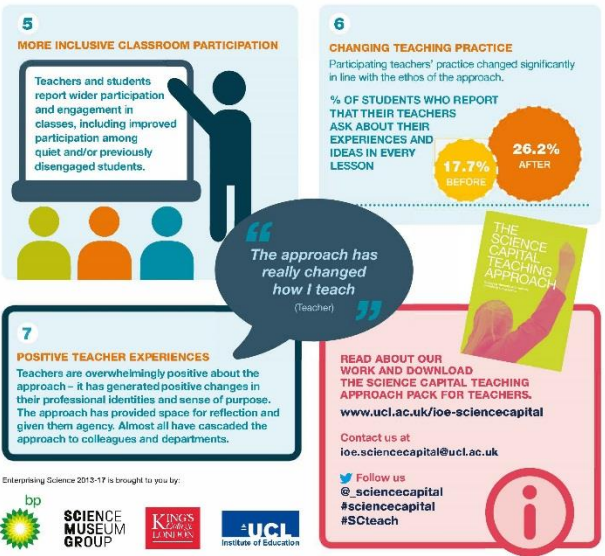 5
MORE INCLUSIVE CLASSROOM PARTICIPATION
Teachers and students
report wider participation
and engagement in
classes, including improved
participation among
quiet and/or previously
disengaged students.
6
CHANGING TEACHING PRACTICE
Participating teachers' practice changed significantly
in line with the ethos of the approach.
% OF STUDENTS WHO REPORT
THAT THEIR TEACHERS
ASK ABOUT THEIR
EXPERIENCES AND
IDEAS IN EVERY
LESSON
17.7%
BEFORE
26.2%
AFTER
“
The approach has
really changed
how I teach
(Teacher)
”
THE
SCIENCE
CAPITAL
TEACHING
APPROACH
7
POSITIVE TEACHER EXPERIENCES
Teachers are overwhelmingly positive about the
approach – it has generated positive changes in
their professional identities and sense of purpose.
The approach has provided space for reflection and
given them agency. Almost all have cascaded the
approach to colleagues and departments.
READ ABOUT OUR
WORK AND DOWNLOAD
THE SCIENCE CAPITAL TEACHING
APPROACH PACK FOR TEACHERS.
www.ucl.ac.uk/ioe-sciencecapital
Contact us at
ioe.sciencecapital@ucl.ac.uk
Follow us
@_sciencecapital
#sciencecapital
#SCteach
i
Enterprising Science 2013-17 is brought to you by:
bp
SCIENCE
MUSEUM
GROUP
KING'S
College
LONDON
UCL
Institute of Education